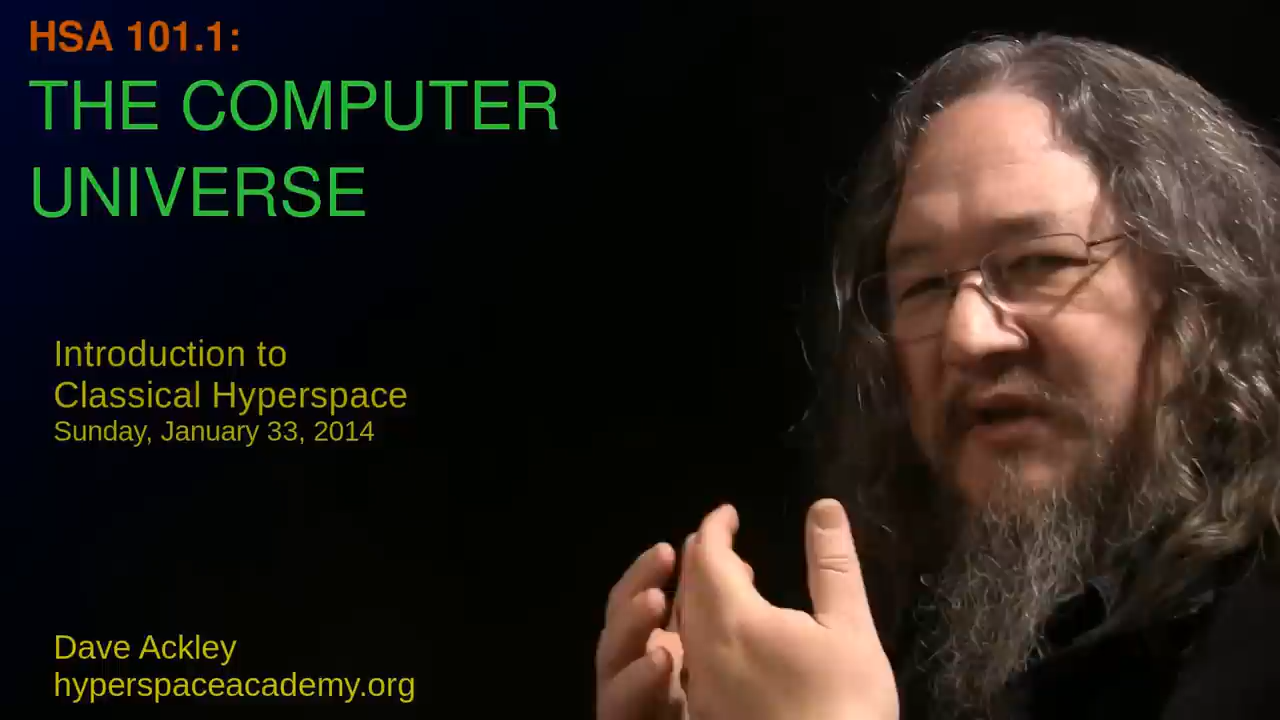 HSA 101.1:
THE COMPUTER
UNIVERSE
Introduction to
Classical Hyperspace
Sunday, January 33, 2014
Dave Ackley
hyperspaceacademy.org